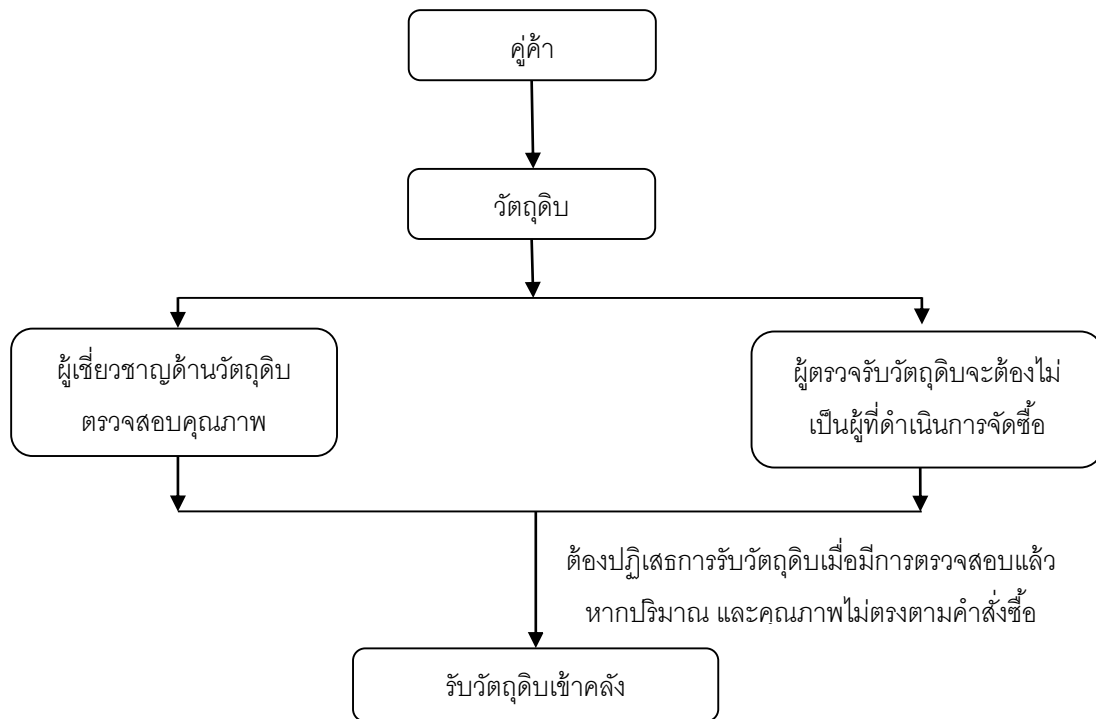 คู่ค้า
วัตถุดิบ
ผู้เชี่ยวชาญด้านวัตถุดิบ
ตรวจสอบคุณภาพ
ผู้ตรวจรับวัตถุดิบจะต้องไม่
เป็นผู้ที่ดำเนินการจัดซื้อ
ต้องปฏิเสธการรับวัตถุดิบเมื่อมีการตรวจสอบแล้ว
หากปริมาณ และคุณภาพไม่ตรงตามคำสั่งซื้อ
รับวัตถุดิบเข้าคลัง